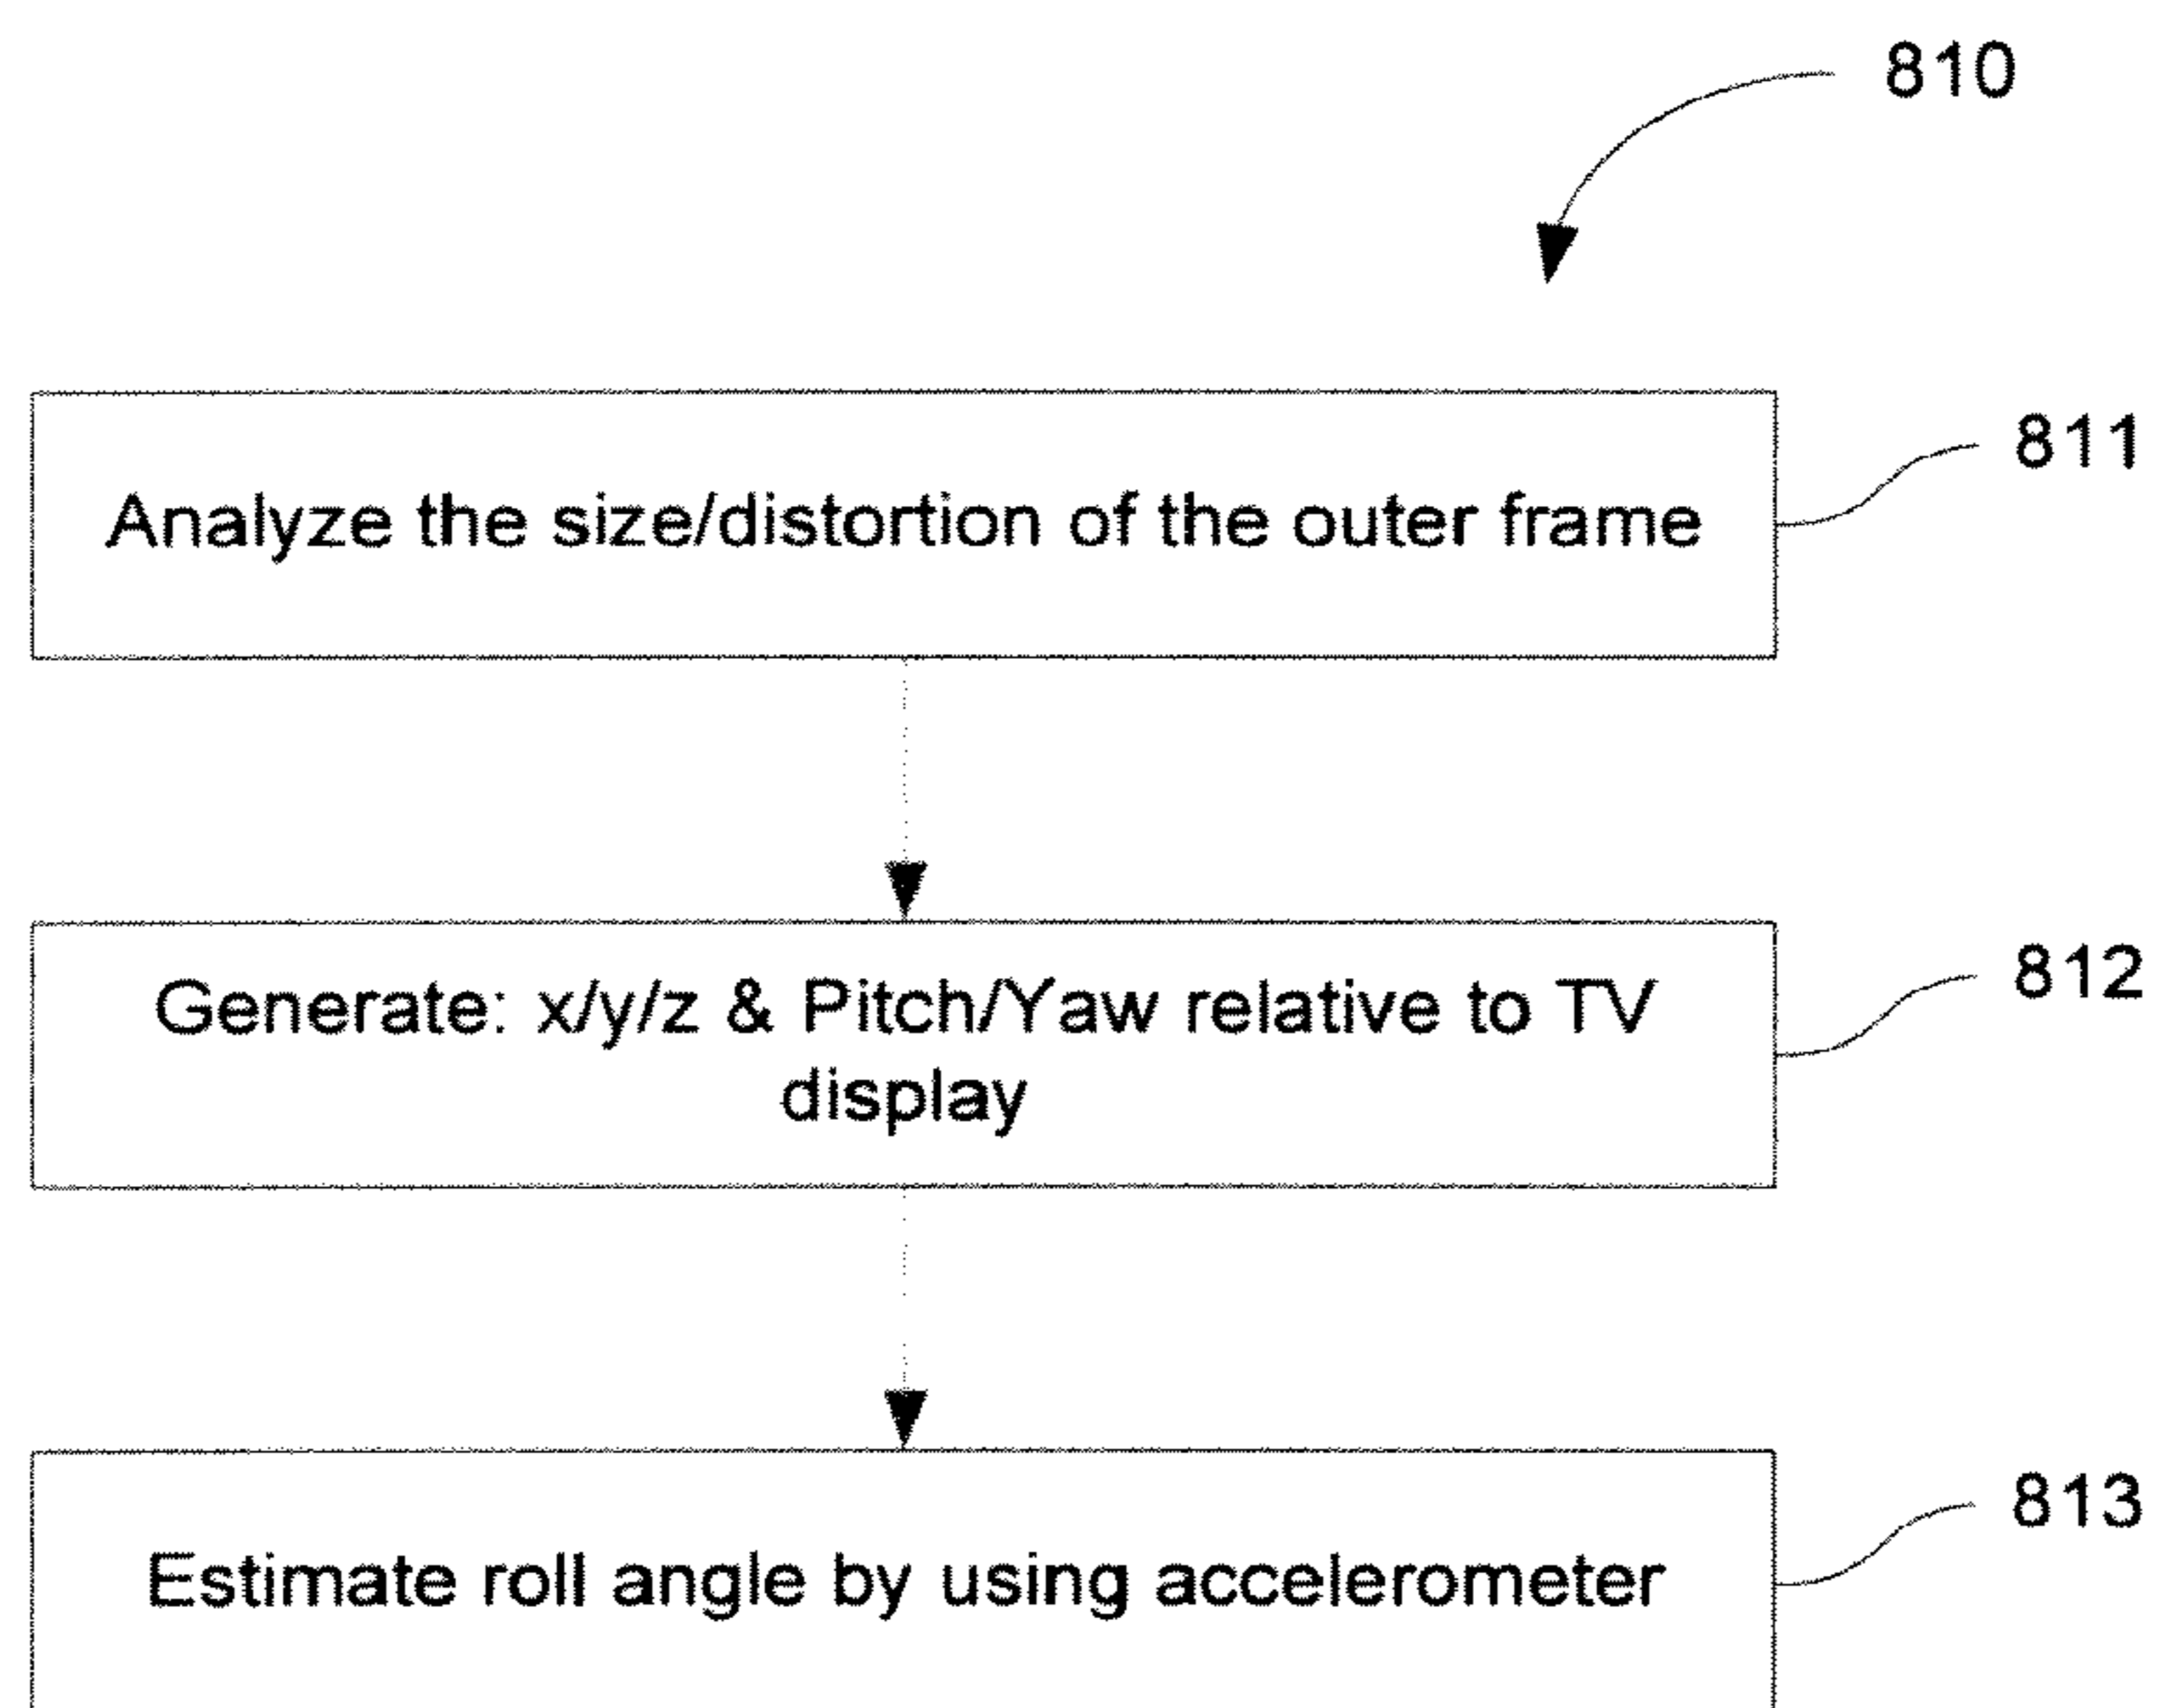 810
Analyze the size/distortion of the outer frame
811
Generate: x/y/z & Pitch/Yaw relative to TV
display
812
Estimate roll angle by using accelerometer
813